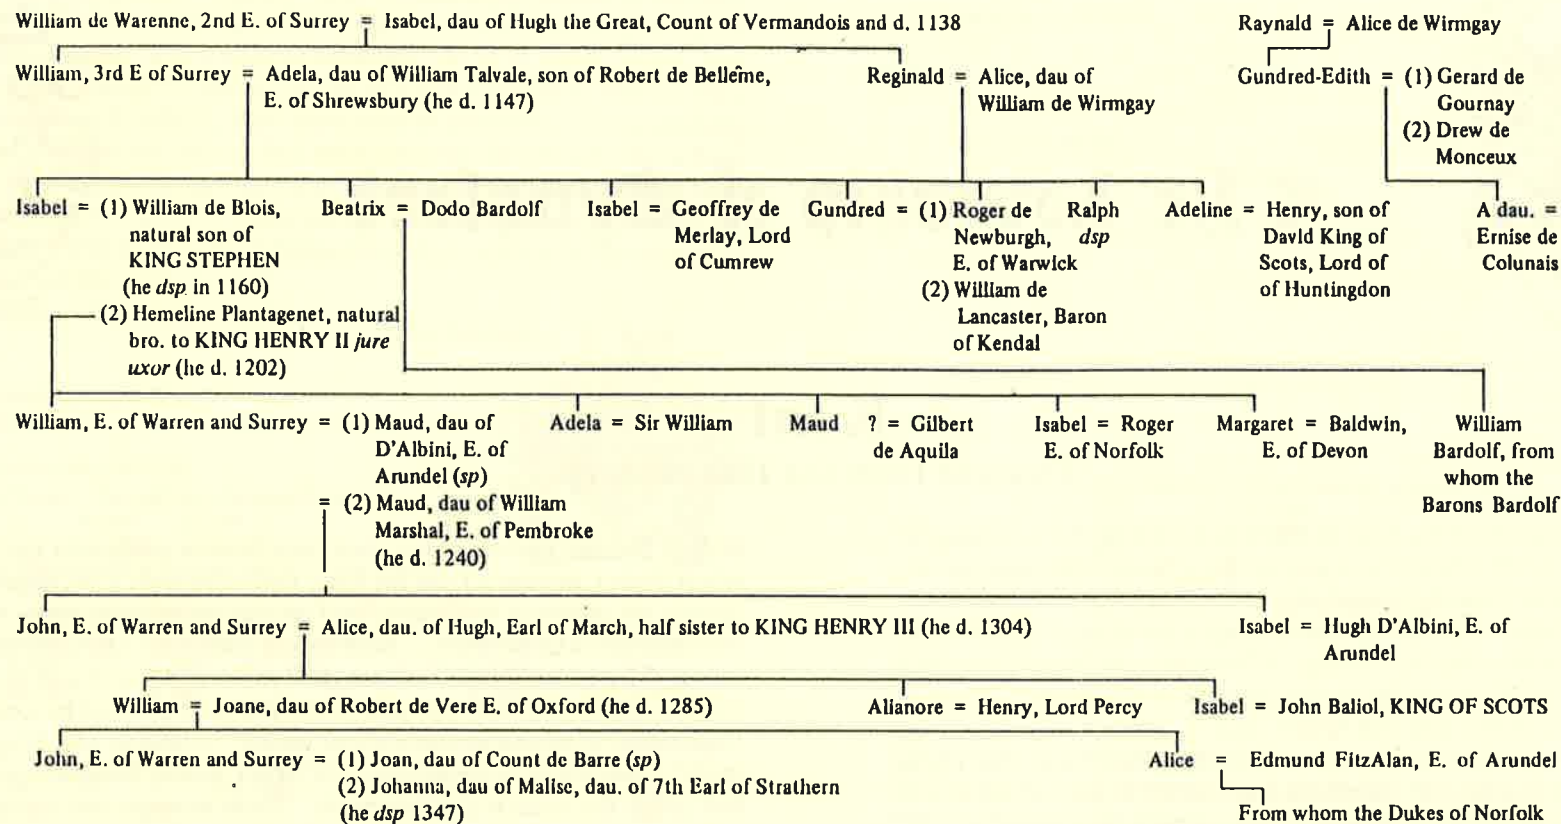 William de Warenne, 2nd E. of Surrey = Isabel, dau of Hugh the Great, Count of Vermandois and d. 1138
Raynald = Alice de Wirmgay
William, 3rd E of Surrey = Adela, dau of William Talvale, son of Robert de Bellême,
E. of Shrewsbury (he d. 1147)
Reginald = Alice, dau of
William de Wirmgay
Gundred-Edith = (1) Gerard de
Gournay
(2) Drew de
Monceux
Isabel = (1) William de Blois,
natural son of
KING STEPHEN
(he dsp in 1160)
(2) Hemeline Plantagenet, natural
bro. to KING HENRY II jure
uxor (he d. 1202)
Beatrix = Dodo Bardolf
Isabel = Geoffrey de
Merlay, Lord
of Cumrew
Gundred = (1) Roger de
Newburgh,
E. of Warwick
(2) William de
Lancaster, Baron
of Kendal
Ralph
dsp
Adeline = Henry, son of
David King of
Scots, Lord of
of Huntingdon
A dau. =
Ernise de
Colunais
William, E. of Warren and Surrey = (1) Maud, dau of
D'Albini, E. of
Arundel (sp)
= (2) Maud, dau of William
Marshal, E. of Pembroke
(he d. 1240)
Adela = Sir William
Maud
? = Gilbert
de Aquila
Isabel = Roger
E. of Norfolk
Margaret = Baldwin,
E. of Devon
William
Bardolf, from
whom the
Barons Bardolf
John, E. of Warren and Surrey = Alice, dau. of Hugh, Earl of March, half sister to KING HENRY III (he d. 1304)
Isabel = Hugh D'Albini, E. of
Arundel
William = Joane, dau of Robert de Vere E. of Oxford (he d. 1285)
Alianore = Henry, Lord Percy
Isabel = John Baliol, KING OF SCOTS
John, E. of Warren and Surrey = (1) Joan, dau of Count de Barre (sp)
(2) Johanna, dau of Malise, dau. of 7th Earl of Strathern
(he dsp 1347)
Alice = Edmund FitzAlan, E. of Arundel
From whom the Dukes of Norfolk